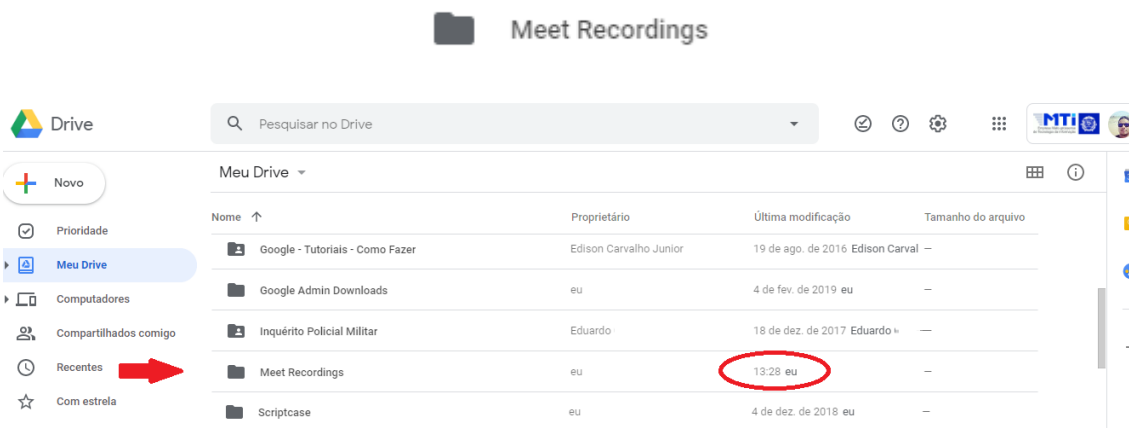 Meet Recordings
Drive
Pesquisar no Drive
MTi
Novo
Meu Drive
Nome Proprietário Última modificação Tamanho do arquivo
Prioridade
Google - Tutoriais - Como Fazer Edison Carvalho Junior 19 de ago. de 2016 Edison Carval —
Meu Drive
Google Admin Downloads eu 4 de fev. de 2019 eu —
Computadores
Compartilhados comigo
Inquérito Policial Militar Eduardo 18 de dez. de 2017 Eduardo —
Recentes
Meet Recordings eu 13:28 eu —
Com estrela
Scriptcase eu 4 de dez. de 2018 eu —